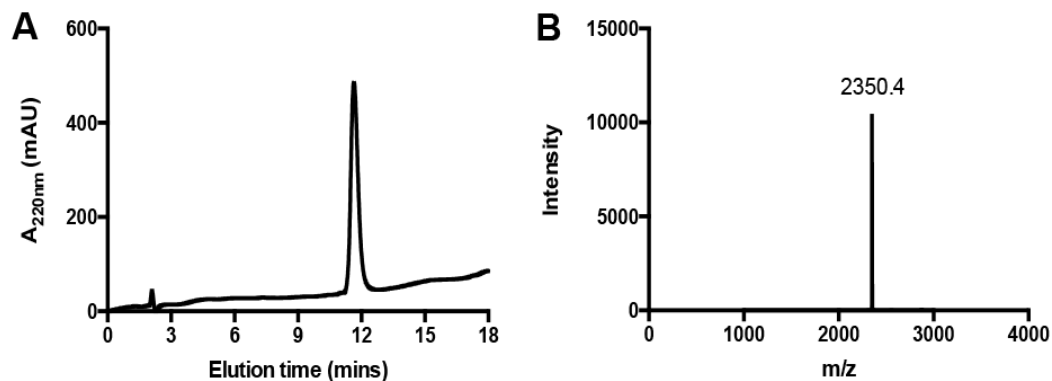 A
600
400
200
0
A220nm (mAU)
0 3 6 9 12 15 18
Elution time (mins)
B
2350.4
15000
10000
5000
0
Intensity
0 1000 2000 3000 4000
m/z